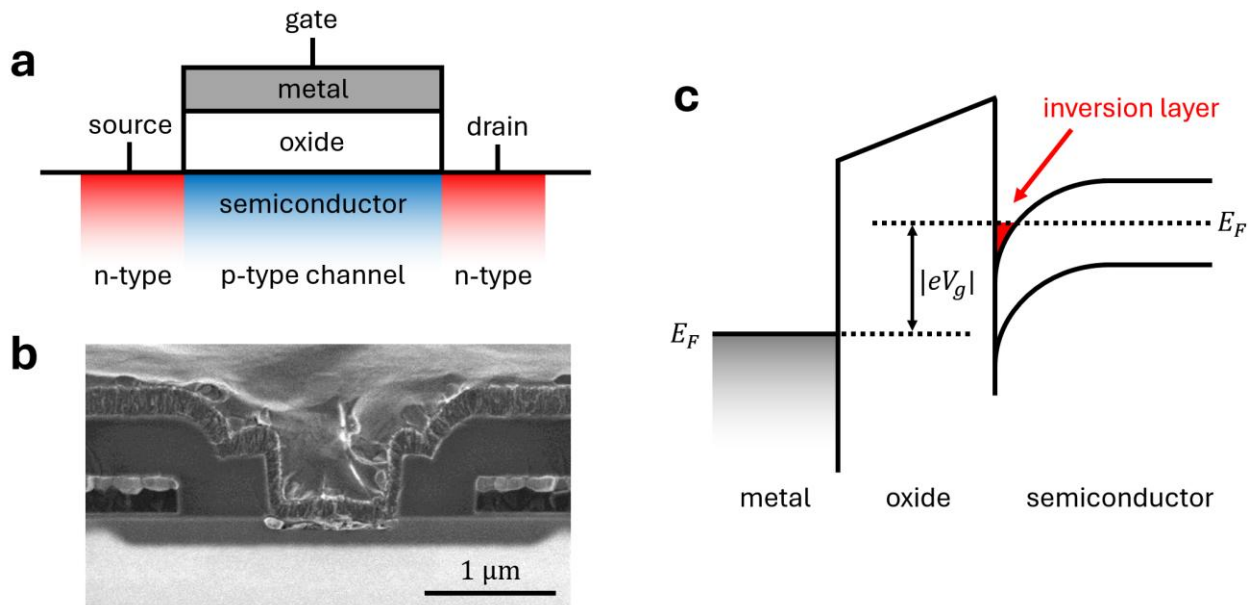 a
gate
metal
source
oxide
drain
semiconductor
n-type
p-type channel
n-type
b
1 μm
c
inversion layer
E_F
|eV_g|
E_F
metal
oxide
semiconductor